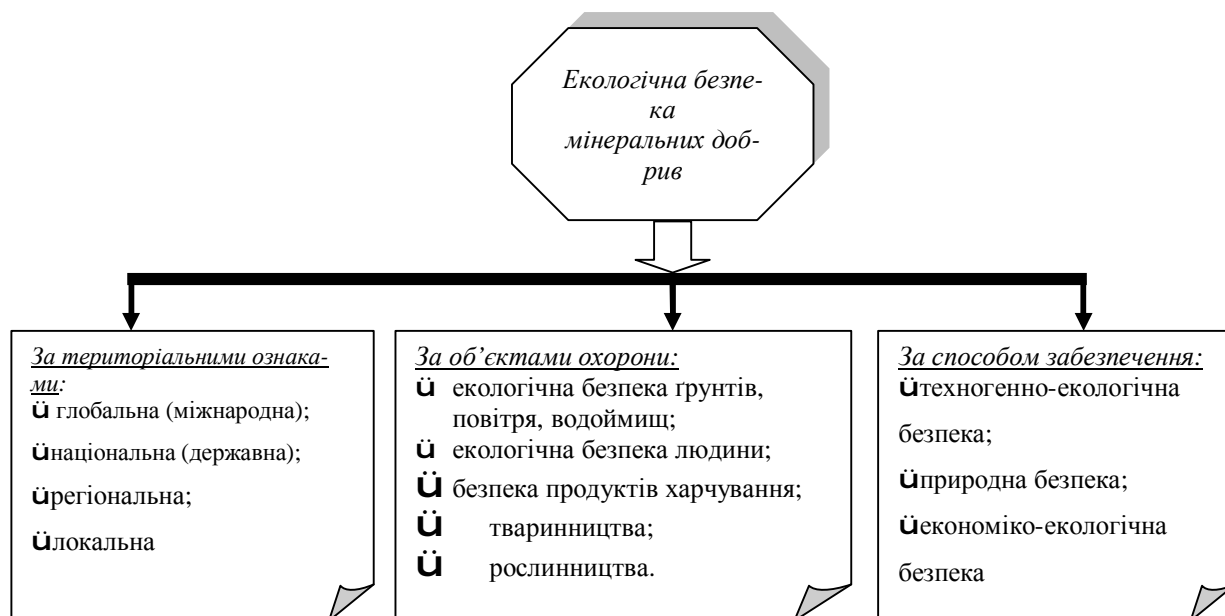 Екологічна безпе-
ка
мінеральних доб-
рив
За територіальними ознака-
ми:
ü глобальна (міжнародна);
üнаціональна (державна);
üрегіональна;
üлокальна
За об’єктами охорони:
ü екологічна безпека ґрунтів,
повітря, водоймищ;
ü екологічна безпека людини;
ü безпека продуктів харчування;
ü тваринництва;
ü рослинництва.
За способом забезпечення:
üтехногенно-екологічна
безпека;
üприродна безпека;
üекономіко-екологічна
безпека